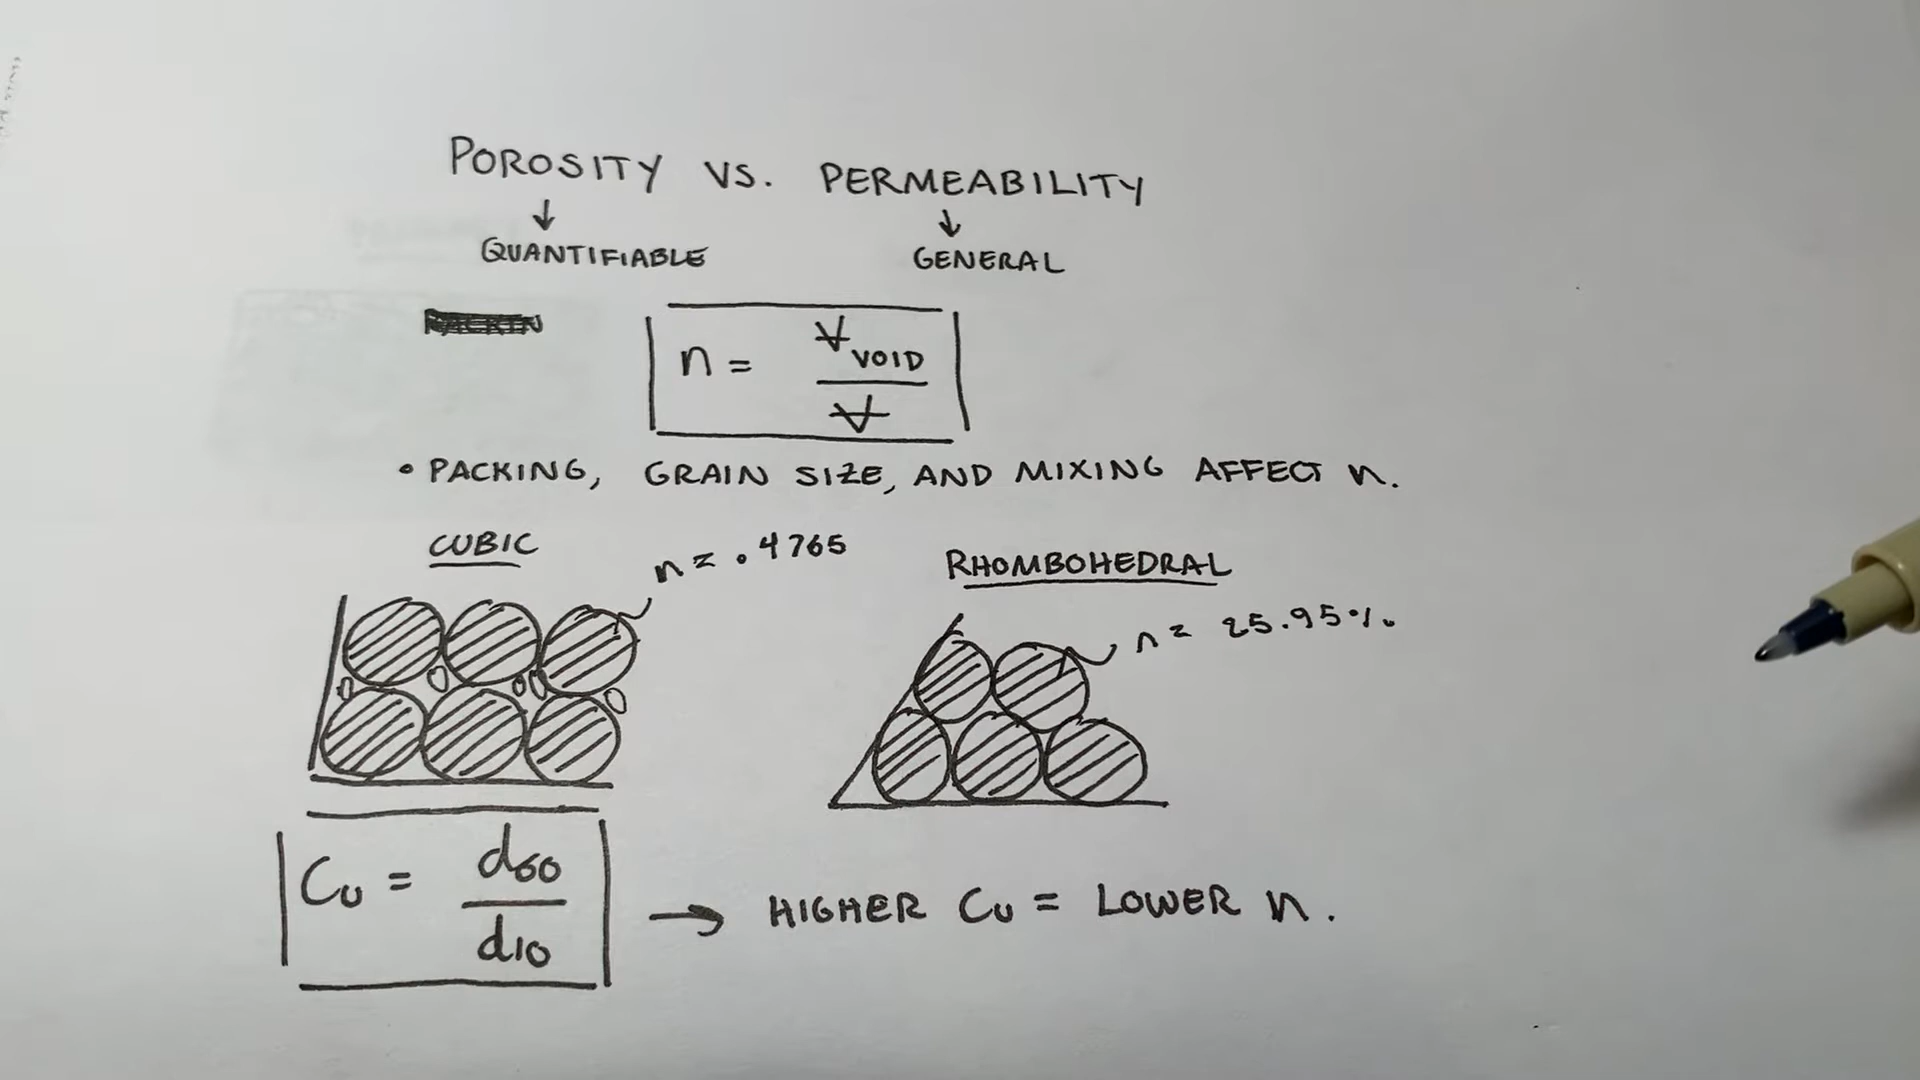 POROSITY VS. PERMEABILITY
↓ ↓
QUANTIFIABLE GENERAL
n = V VOID / V
• PACKING, GRAIN SIZE, AND MIXING AFFECT n.
CUBIC
n = .4765
RHOMBOHEDRAL
n = 25.95%
Cu = d60 / d10 → HIGHER Cu = LOWER n.